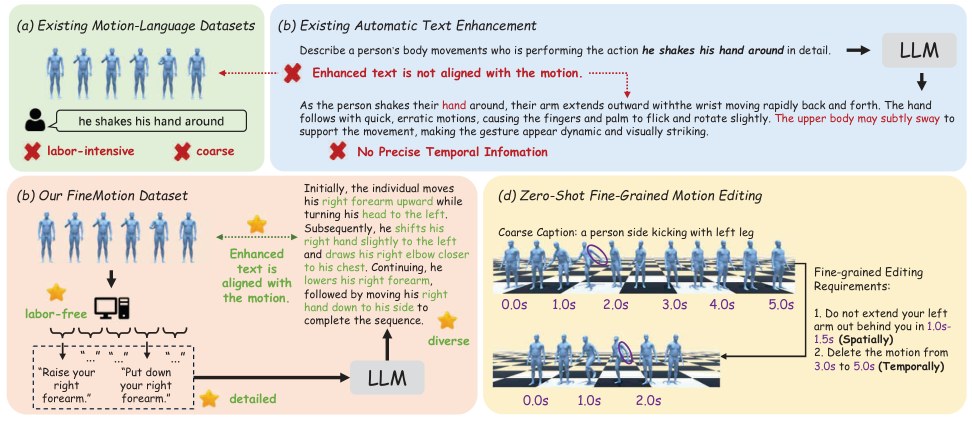 (a) Existing Motion-Language Datasets
he shakes his hand around
labor-intensive
coarse
(b) Existing Automatic Text Enhancement
Describe a person's body movements who is performing the action he shakes his hand around in detail.
LLM
Enhanced text is not aligned with the motion.
As the person shakes their hand around, their arm extends outward withthe wrist moving rapidly back and forth. The hand
follows with quick, erratic motions, causing the fingers and palm to flick and rotate slightly. The upper body may subtly sway to
support the movement, making the gesture appear dynamic and visually striking.
No Precise Temporal Infomation
(b) Our FineMotion Dataset
labor-free
"..."
"..."
"..."
"Raise your
right
forearm."
"Put down
your right
forearm."
detailed
Enhanced
text is
aligned with
the motion.
Initially, the individual moves
his right forearm upward while
turning his head to the left.
Subsequently, he shifts his
right hand slightly to the left
and draws his right elbow closer
to his chest. Continuing, he
lowers his right forearm,
followed by moving his right
hand down to his side to
complete the sequence.
diverse
LLM
(d) Zero-Shot Fine-Grained Motion Editing
Coarse Caption: a person side kicking with left leg
0.0s 1.0s 2.0s 3.0s 4.0s 5.0s
0.0s 1.0s 2.0s
Fine-grained Editing
Requirements:
1. Do not extend your left
arm out behind you in 1.0s-
1.5s (Spatially)
2. Delete the motion from
3.0s to 5.0s (Temporally)